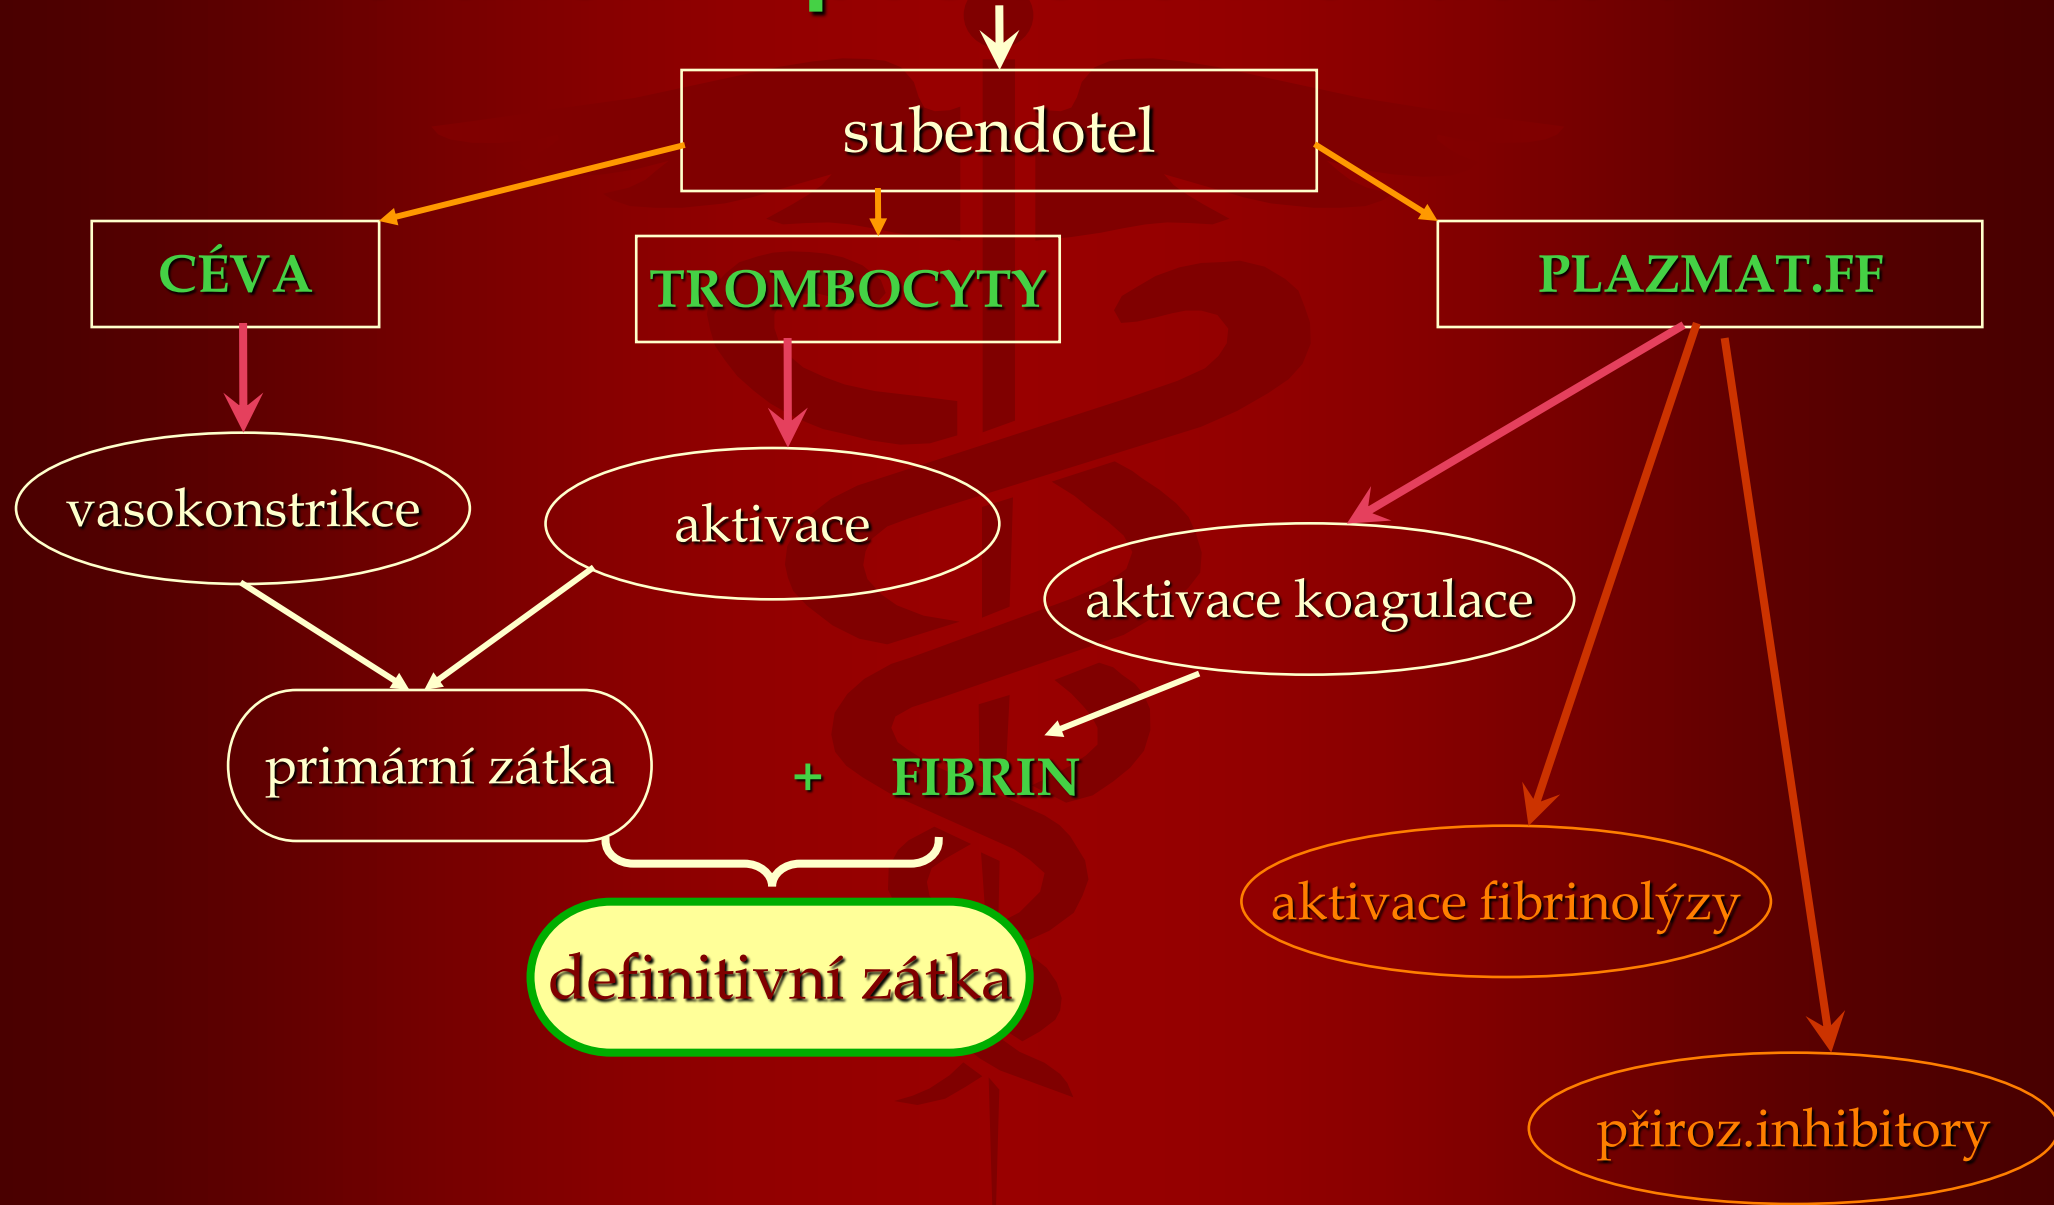 subendotel
CÉVA
TROMBOCYTY
PLAZMAT.FF
vasokonstrikce
aktivace
aktivace koagulace
primární zátka
+ FIBRIN
aktivace fibrinolýzy
definitivní zátka
přiroz.inhibitory